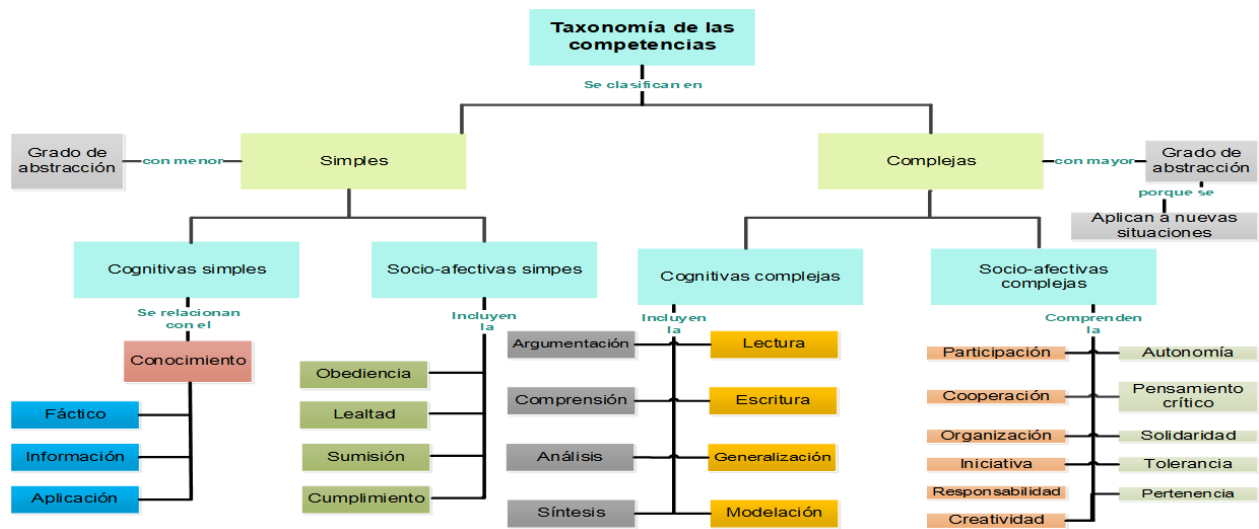 Taxonomía de las
competencias
Se clasifican en
Grado de
abstracción
con menor
Simples
Complejas
con mayor
Grado de
abstracción
porque se
Aplican a nuevas
situaciones
Cognitivas simples
Socio-afectivas simpes
Cognitivas complejas
Socio-afectivas
complejas
Se relacionan
con el
Conocimiento
Fáctico
Información
Aplicación
Incluyen
la
Obediencia
Lealtad
Sumisión
Cumplimiento
Incluyen
la
Argumentación
Lectura
Comprensión
Escritura
Análisis
Generalización
Síntesis
Modelación
Comprenden
la
Participación
Autonomía
Cooperación
Pensamiento
crítico
Organización
Solidaridad
Iniciativa
Tolerancia
Responsabilidad
Pertenencia
Creatividad